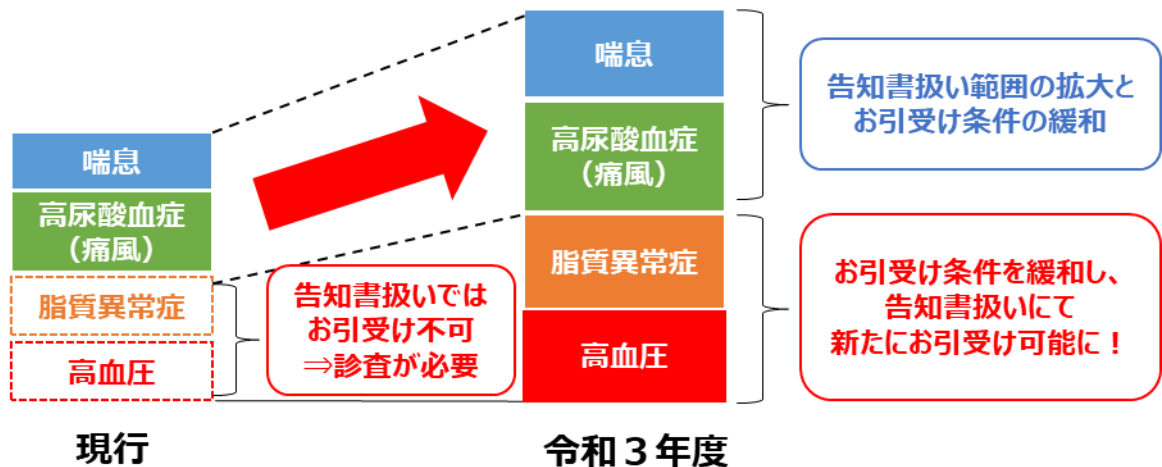 喘息
高尿酸血症
（痛風）
脂質異常症
高血圧
現行
告知書扱いでは
お引受け不可
⇒診査が必要
喘息
高尿酸血症
（痛風）
脂質異常症
高血圧
令和３年度
告知書扱い範囲の拡大と
お引受け条件の緩和
お引受け条件を緩和し、
告知書扱いにて
新たにお引受け可能に！